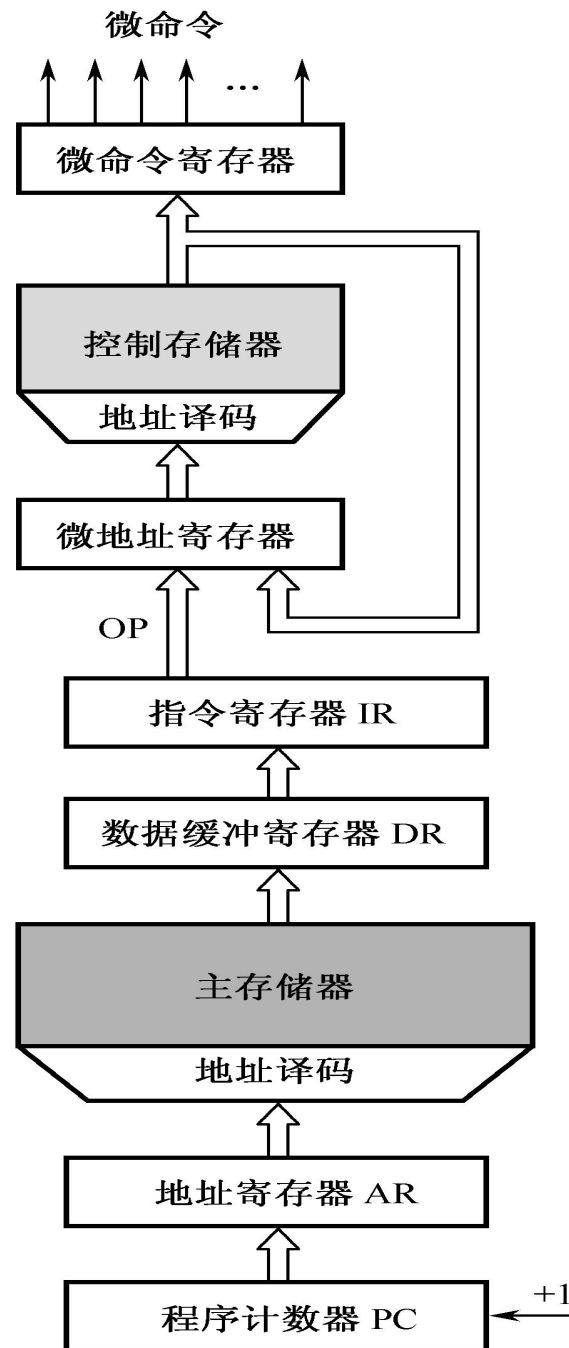 微命令
...
微命令寄存器
控制存储器
地址译码
微地址寄存器
OP
指令寄存器 IR
数据缓冲寄存器 DR
主存储器
地址译码
地址寄存器 AR
+1
程序计数器 PC